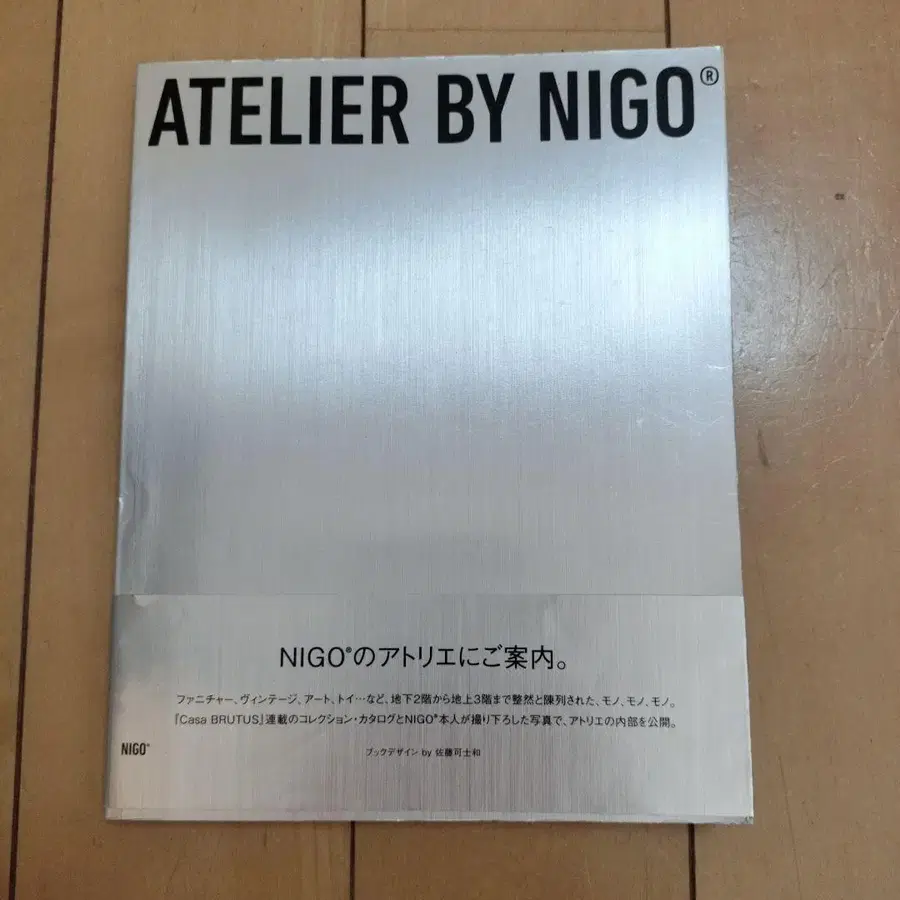 ATELIER BY NIGO®
NIGO®のアトリエにご案内。
ファニチャー、ヴィンテージ、アート、トイ…など、地下2階から地上3階まで整然と陳列された、モノ、モノ、モノ。
『Casa BRUTUS』連載のコレクション・カタログとNIGO®本人が撮り下ろした写真で、アトリエの内部を公開。
NIGO®
ブックデザイン by 佐藤可士和